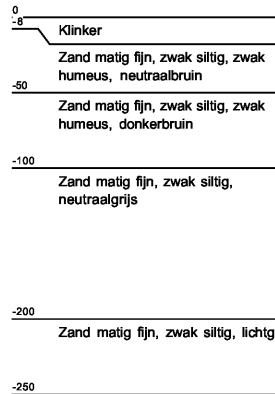 0
-8
Klinker
Zand matig fijn, zwak siltig, zwak
humeus, neutraalbruin
-50
Zand matig fijn, zwak siltig, zwak
humeus, donkerbruin
-100
Zand matig fijn, zwak siltig,
neutraalgrijs
-200
Zand matig fijn, zwak siltig, lichtg
-250